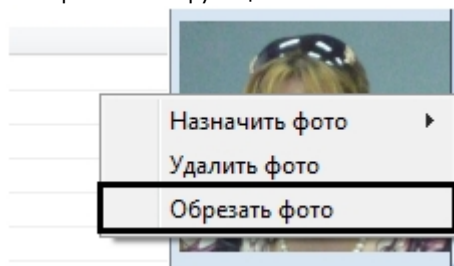 Назначить фото
Удалить фото
Обрезать фото